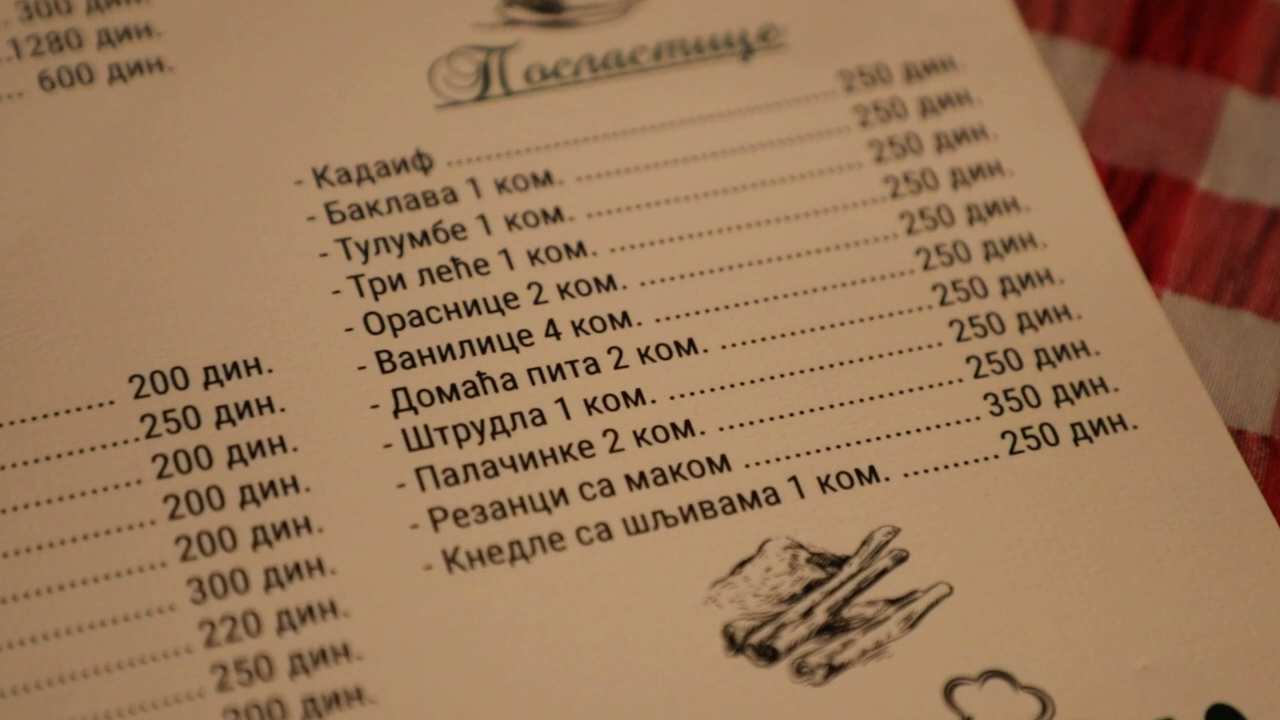 300 дин.
..1280 дин.
... 600 дин.
Посластице
- Кадаиф ........................ 250 дин.
- Баклава 1 ком. ........................ 250 дин.
- Тулумбе 1 ком. ........................ 250 дин.
- Три леће 1 ком. ........................ 250 дин.
- Ораснице 2 ком. ........................ 250 дин.
- Ванилице 4 ком. ........................ 250 дин.
- Домаћа пита 2 ком. ........................ 250 дин.
- Штрудла 1 ком. ........................ 250 дин.
- Палачинке 2 ком. ........................ 250 дин.
- Резанци са маком ........................ 350 дин.
- Кнедле са шљивама 1 ком. .......... 250 дин.
............ 200 дин.
............ 250 дин.
............ 200 дин.
............ 200 дин.
............ 200 дин.
............ 300 дин.
............ 220 дин.
............ 250 дин.
200 дин.